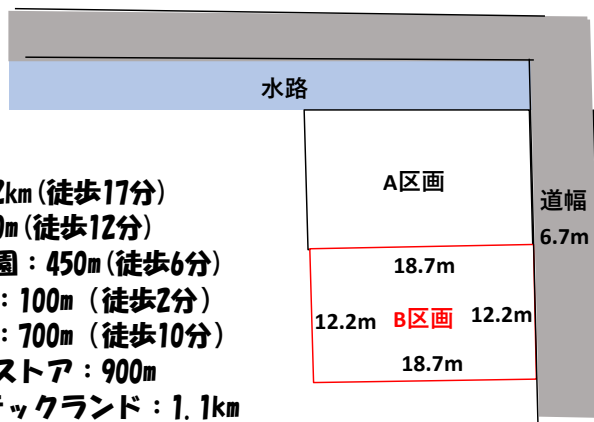 水路
A区画
道幅
6.7m
18.7m
12.2m B区画 12.2m
18.7m
2km(徒歩17分)
0m(徒歩12分)
園：450m(徒歩6分)
：100m（徒歩2分）
：700m（徒歩10分）
ストア：900m
テックランド：1.1km